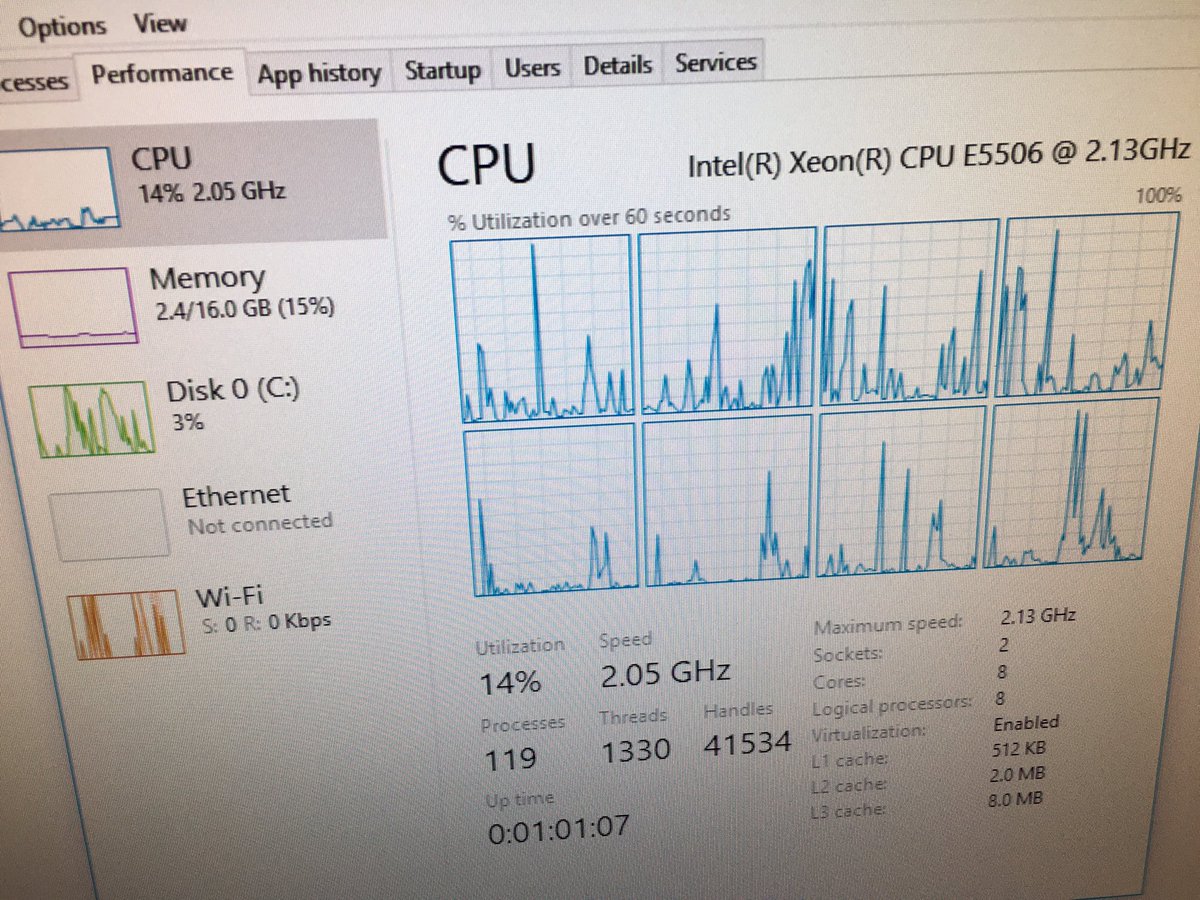 Options View
cesses Performance App history Startup Users Details Services
CPU
14% 2.05 GHz
Memory
2.4/16.0 GB (15%)
Disk 0 (C:)
3%
Ethernet
Not connected
Wi-Fi
S: 0 R: 0 Kbps
CPU Intel(R) Xeon(R) CPU E5506 @ 2.13GHz
% Utilization over 60 seconds 100%
Utilization Speed
14% 2.05 GHz
Processes Threads Handles
119 1330 41534
Up time
0:01:01:07
Maximum speed: 2.13 GHz
Sockets: 2
Cores: 8
Logical processors: 8
Virtualization: Enabled
L1 cache: 512 KB
L2 cache: 2.0 MB
L3 cache: 8.0 MB